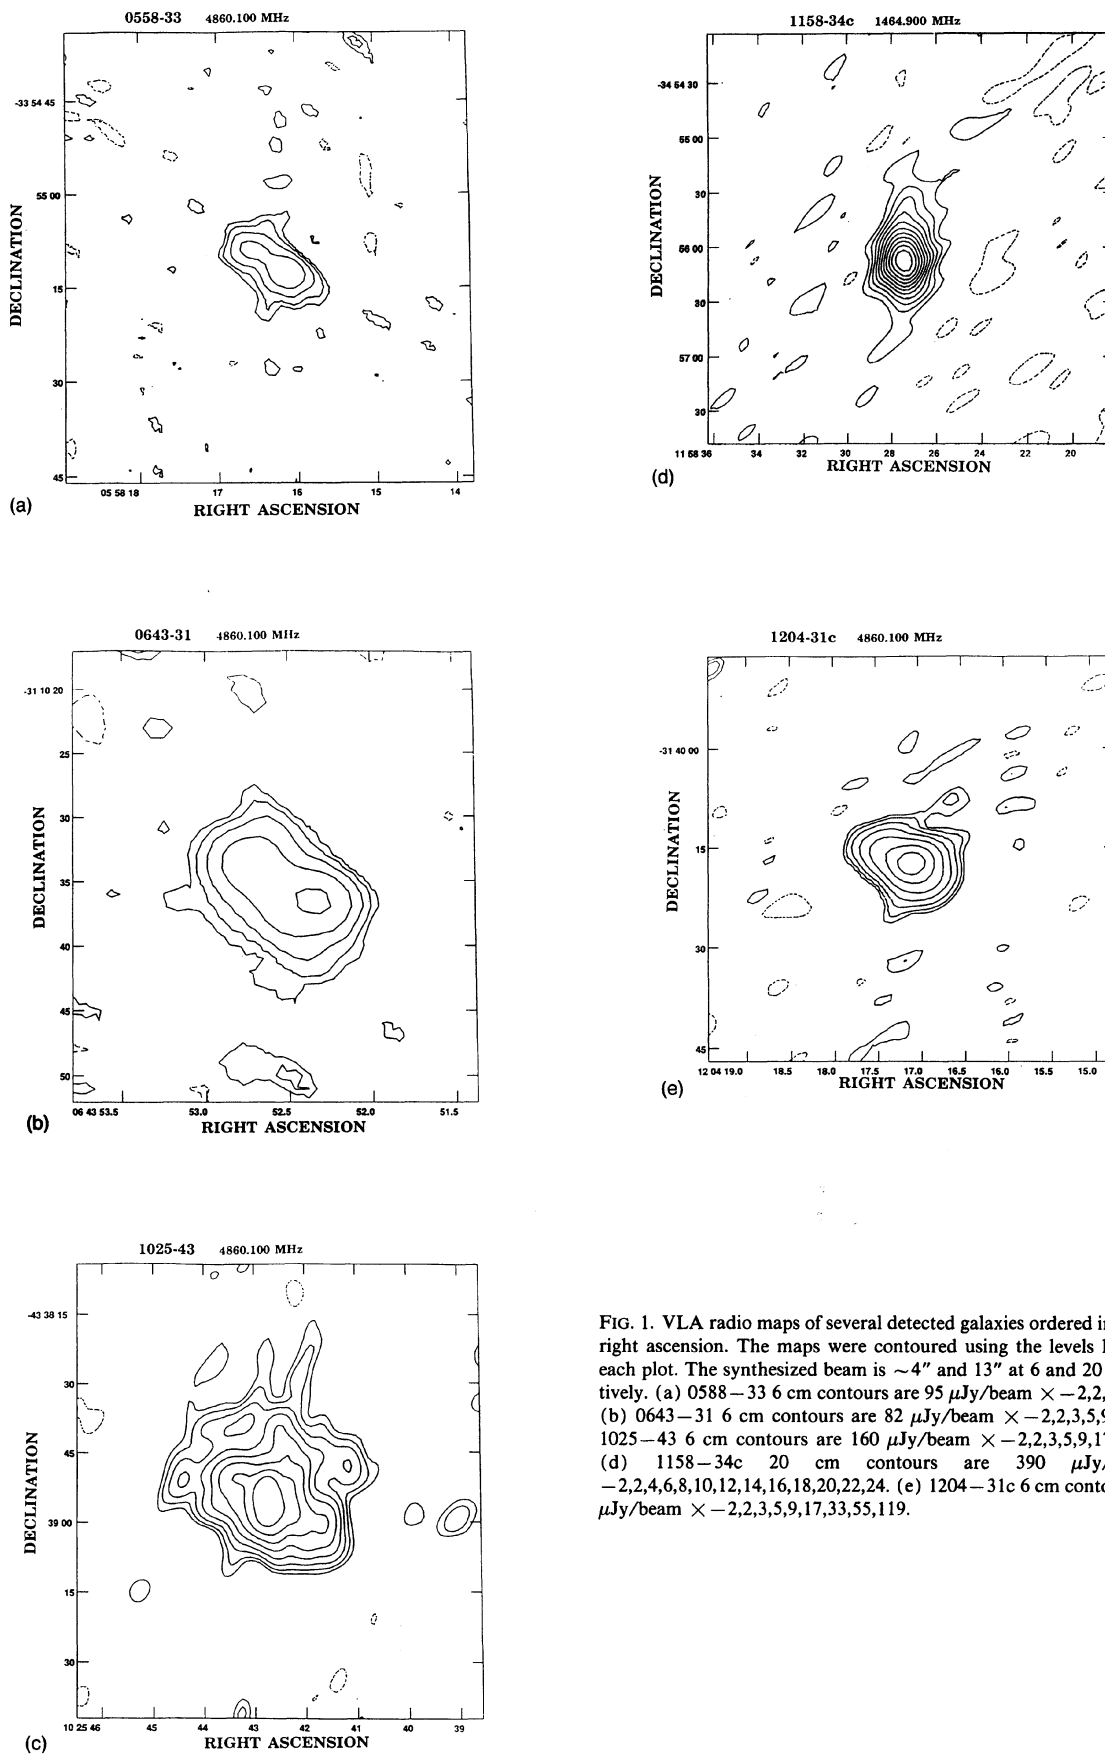 0558-33 4860.100 MHz
-33 54 45
55 00
15
30
45
DECLINATION
05 58 18 17 16 15 14
RIGHT ASCENSION
(a)
0643-31 4860.100 MHz
-31 10 20
25
30
35
40
45
50
DECLINATION
06 43 53.5 53.0 52.5 52.0 51.5
RIGHT ASCENSION
(b)
1025-43 4860.100 MHz
-43 38 15
30
45
39 00
15
30
DECLINATION
10 25 46 45 44 43 42 41 40 39
RIGHT ASCENSION
(c)
1158-34c 1464.900 MHz
-34 54 30
55 00
30
56 00
30
57 00
30
DECLINATION
11 58 36 34 32 30 28 26 24 22 20
RIGHT ASCENSION
(d)
1204-31c 4860.100 MHz
-31 40 00
15
30
45
DECLINATION
12 04 19.0 18.5 18.0 17.5 17.0 16.5 16.0 15.5 15.0
RIGHT ASCENSION
(e)
FIG. 1. VLA radio maps of several detected galaxies ordered in
right ascension. The maps were contoured using the levels
each plot. The synthesized beam is ~4″ and 13″ at 6 and 20
tively. (a) 0588−33 6 cm contours are 95 μJy/beam × −2,2,
(b) 0643−31 6 cm contours are 82 μJy/beam × −2,2,3,5,9
1025−43 6 cm contours are 160 μJy/beam × −2,2,3,5,9,17
(d) 1158−34c 20 cm contours are 390 μJy/
−2,2,4,6,8,10,12,14,16,18,20,22,24. (e) 1204−31c 6 cm conto
μJy/beam × −2,2,3,5,9,17,33,55,119.